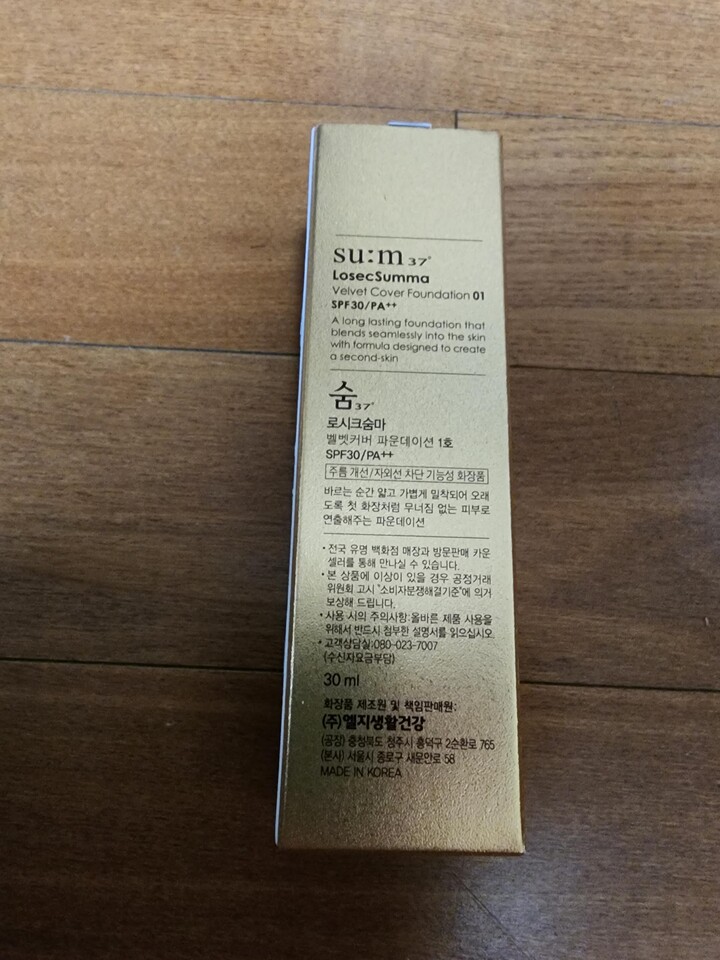 su:m37°
LosecSumma
Velvet Cover Foundation 01
SPF30/PA++
A long lasting foundation that
blends seamlessly into the skin
with formula designed to create
a second-skin
숨37°
로시크숨마
벨벳커버 파운데이션 1호
SPF30/PA++
주름 개선/자외선 차단 기능성 화장품
바르는 순간 얇고 가볍게 밀착되어 오래
도록 첫 화장처럼 무너짐 없는 피부로
연출해주는 파운데이션
• 전국 유명 백화점 매장과 방문판매 카운
셀러를 통해 만나실 수 있습니다.
• 본 상품에 이상이 있을 경우 공정거래
위원회 고시 "소비자분쟁해결기준"에 의거
보상해 드립니다.
• 사용 시의 주의사항:올바른 제품 사용을
위해서 반드시 첨부한 설명서를 읽으십시오.
• 고객상담실:080-023-7007
(수신자요금부담)
30 ml
화장품 제조원 및 책임판매원:
(주)엘지생활건강
(공장) 충청북도 청주시 흥덕구 2순환로 765
(본사) 서울시 종로구 새문안로 58
MADE IN KOREA